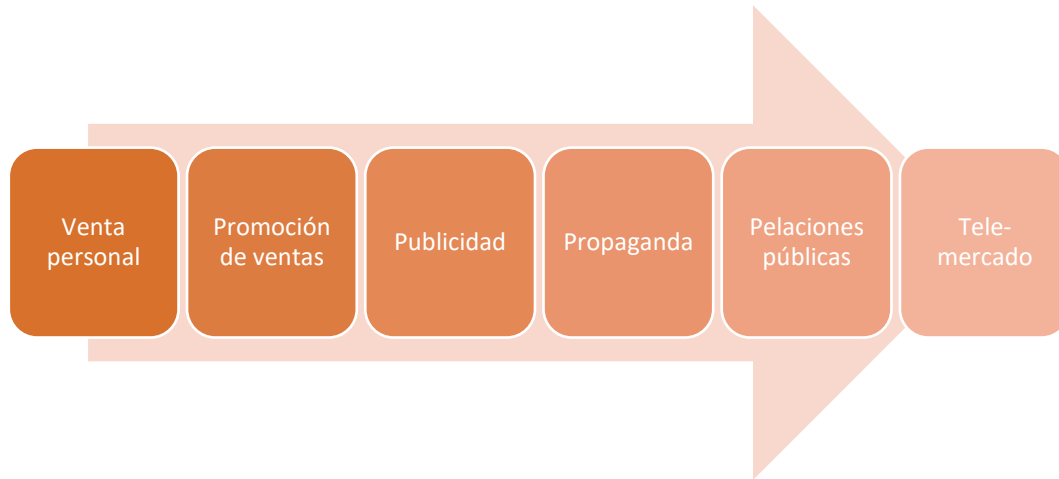 Venta
personal
Promoción
de ventas
Publicidad
Propaganda
Pelaciones
públicas
Tele-
mercado